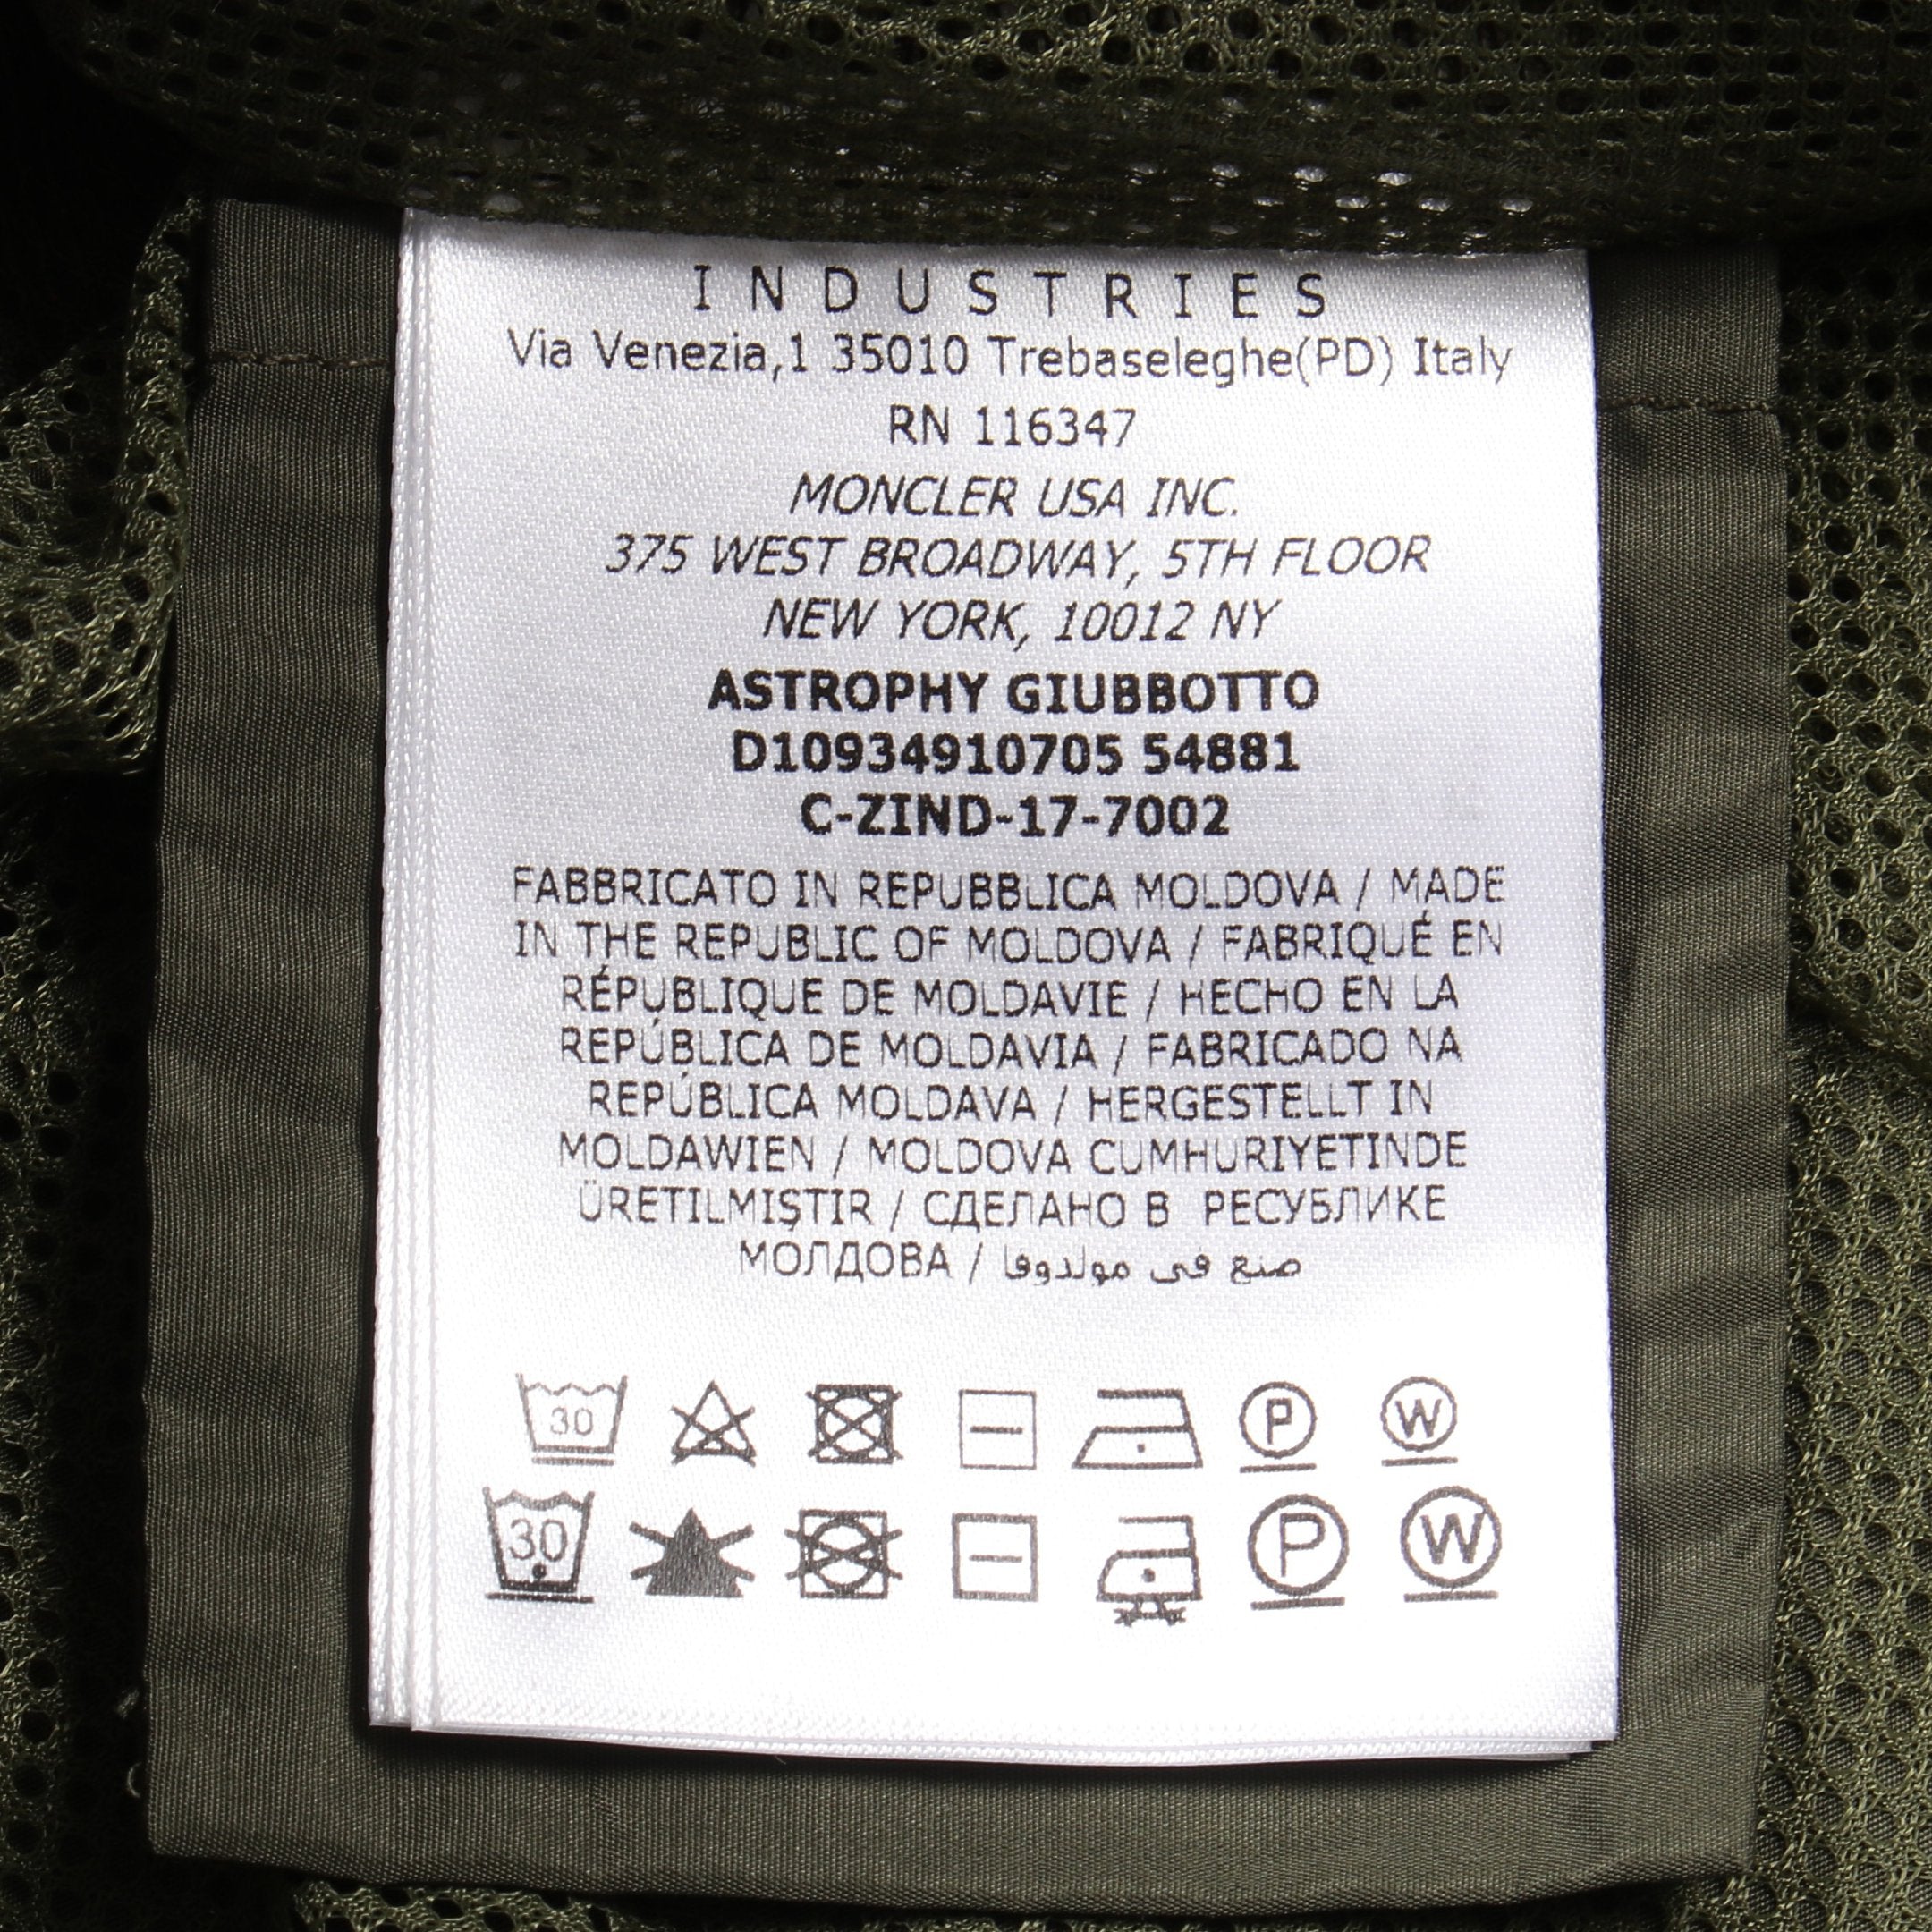 INDUSTRIES
Via Venezia,1 35010 Trebaseleghe(PD) Italy
RN 116347
MONCLER USA INC.
375 WEST BROADWAY, 5TH FLOOR
NEW YORK, 10012 NY
ASTROPHY GIUBBOTTO
D10934910705 54881
C-ZIND-17-7002
FABBRICATO IN REPUBBLICA MOLDOVA / MADE
IN THE REPUBLIC OF MOLDOVA / FABRIQUÉ EN
RÉPUBLIQUE DE MOLDAVIE / HECHO EN LA
REPÚBLICA DE MOLDAVIA / FABRICADO NA
REPÚBLICA MOLDAVA / HERGESTELLT IN
MOLDAWIEN / MOLDOVA CUMHURIYETINDE
ÜRETILMIŞTIR / СДЕЛАНО В РЕСУБЛИКЕ
МОЛДОВА / صنع في مولدوفا
30 P W
30 P W